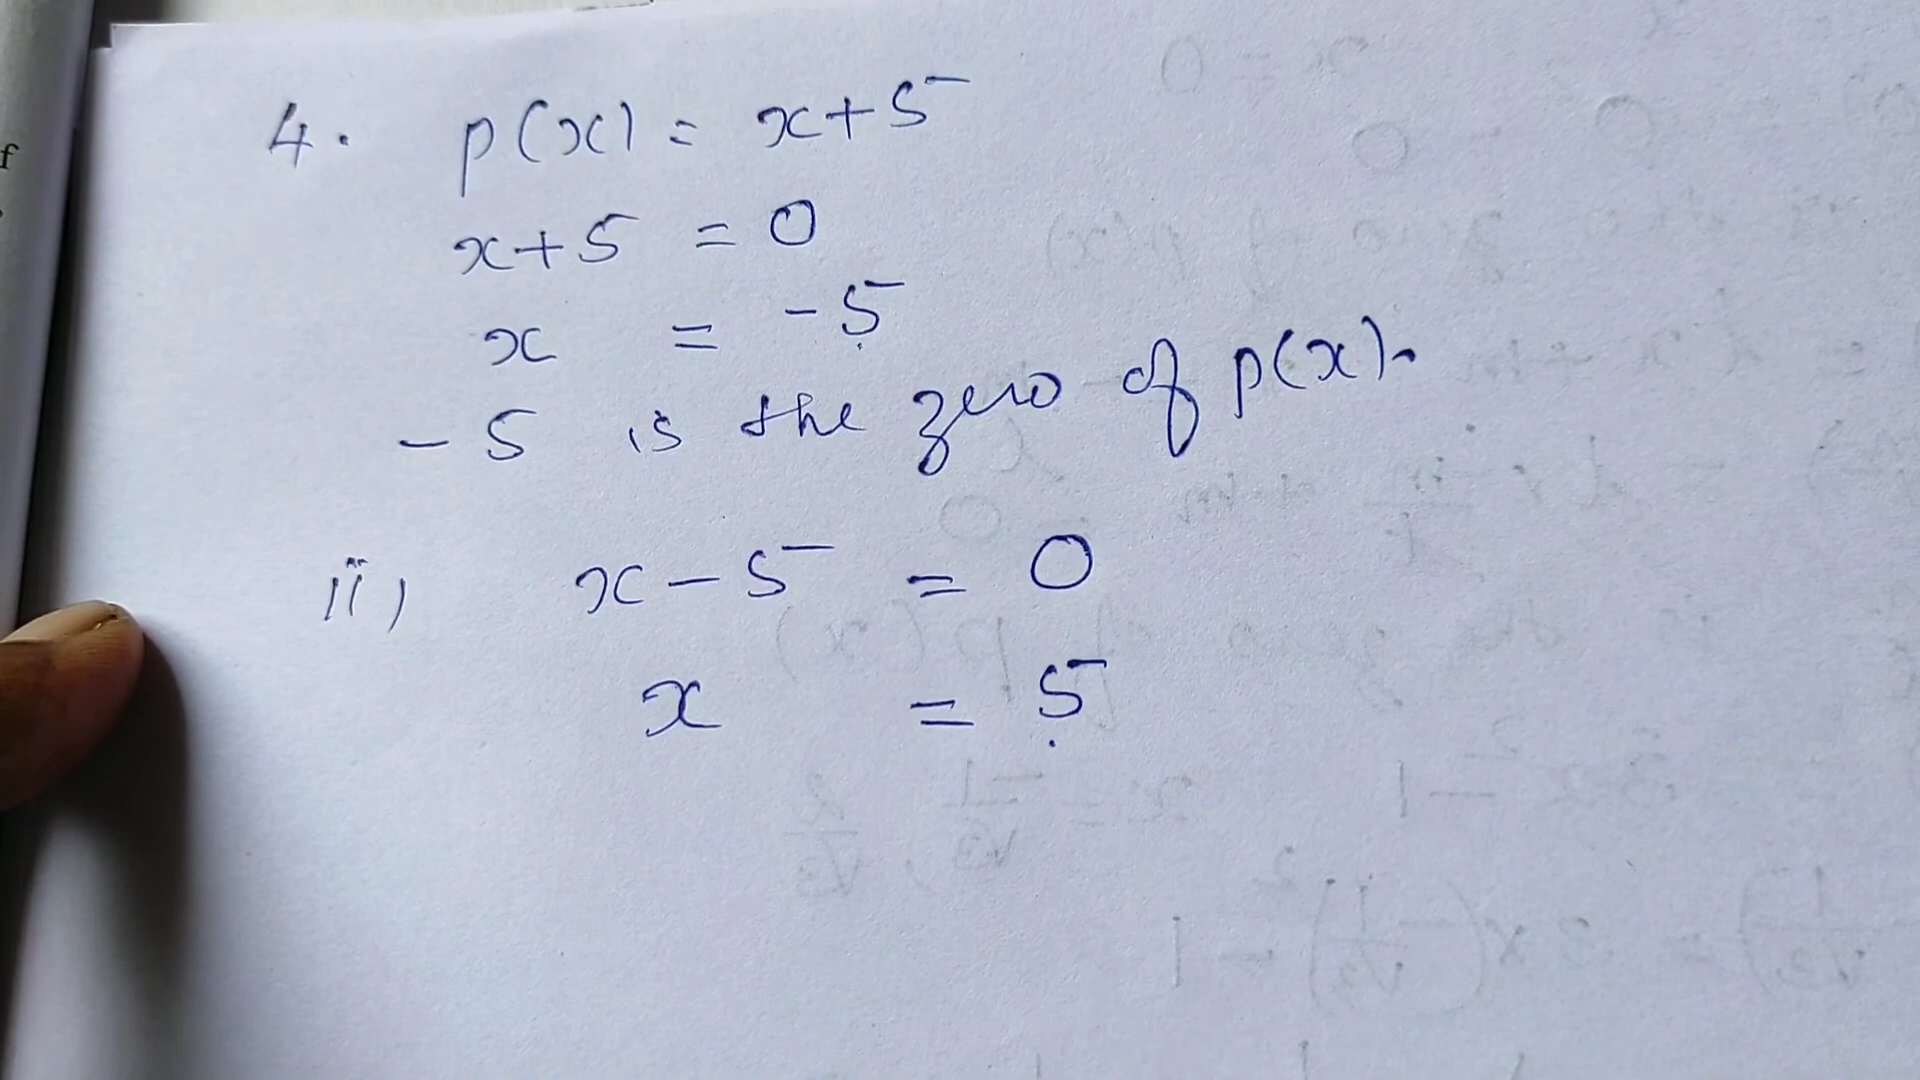 4. p(x) = x+5
x+5 = 0
x = -5
-5 is the zero of p(x).
ii) x-5 = 0
x = 5